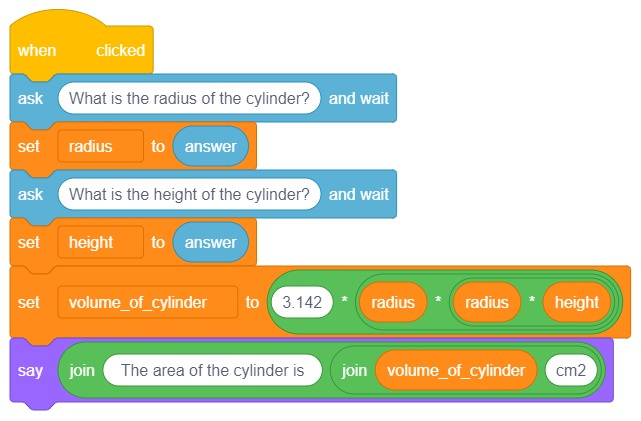 when clicked
ask What is the radius of the cylinder? and wait
set radius to answer
ask What is the height of the cylinder? and wait
set height to answer
set volume_of_cylinder to 3.142 * radius * radius * height
say join The area of the cylinder is join volume_of_cylinder cm2